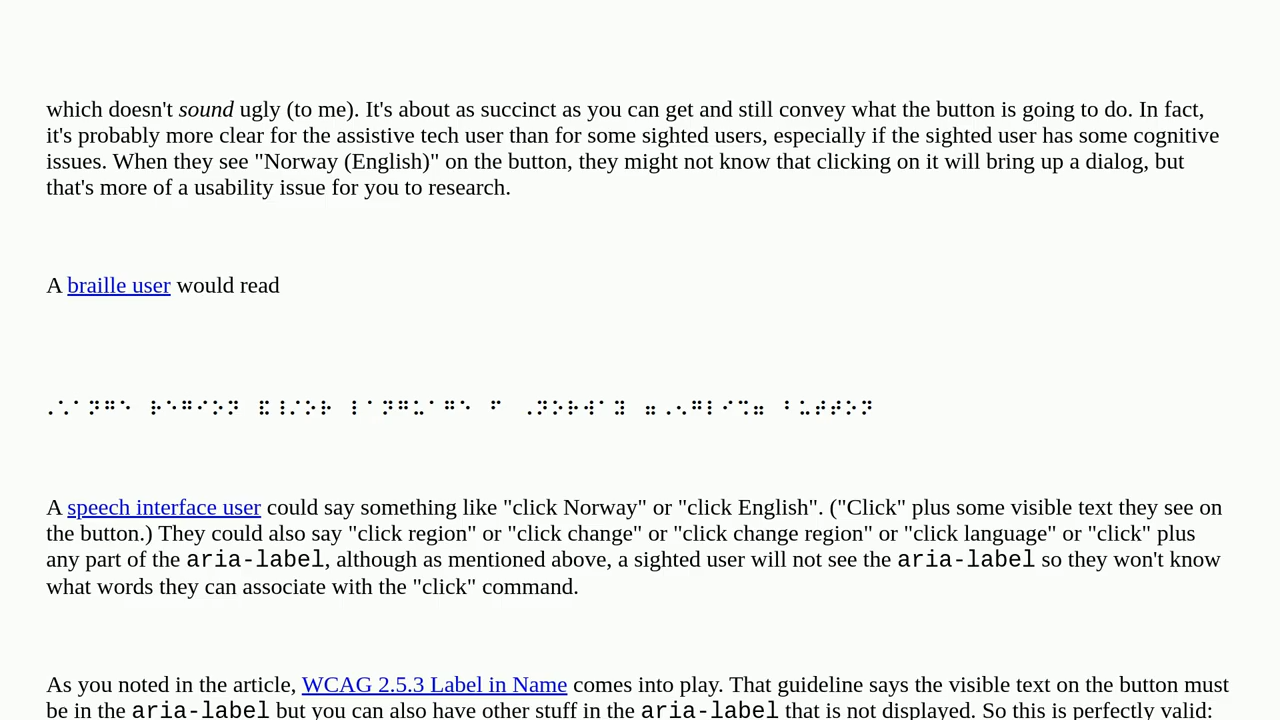 which doesn't sound ugly (to me). It's about as succinct as you can get and still convey what the button is going to do. In fact,
it's probably more clear for the assistive tech user than for some sighted users, especially if the sighted user has some cognitive
issues. When they see "Norway (English)" on the button, they might not know that clicking on it will bring up a dialog, but
that's more of a usability issue for you to research.
A braille user would read
⠠⠡⠁⠝⠛⠑ ⠗⠑⠛⠊⠕⠝ ⠯⠸⠌⠕⠗ ⠇⠁⠝⠛⠥⠁⠛⠑ ⠋ ⠠⠝⠕⠗⠺⠁⠽ ⠶⠠⠢⠛⠇⠊⠩⠶ ⠃⠥⠞⠞⠕⠝
A speech interface user could say something like "click Norway" or "click English". ("Click" plus some visible text they see on
the button.) They could also say "click region" or "click change" or "click change region" or "click language" or "click" plus
any part of the aria-label, although as mentioned above, a sighted user will not see the aria-label so they won't know
what words they can associate with the "click" command.
As you noted in the article, WCAG 2.5.3 Label in Name comes into play. That guideline says the visible text on the button must
be in the aria-label but you can also have other stuff in the aria-label that is not displayed. So this is perfectly valid: